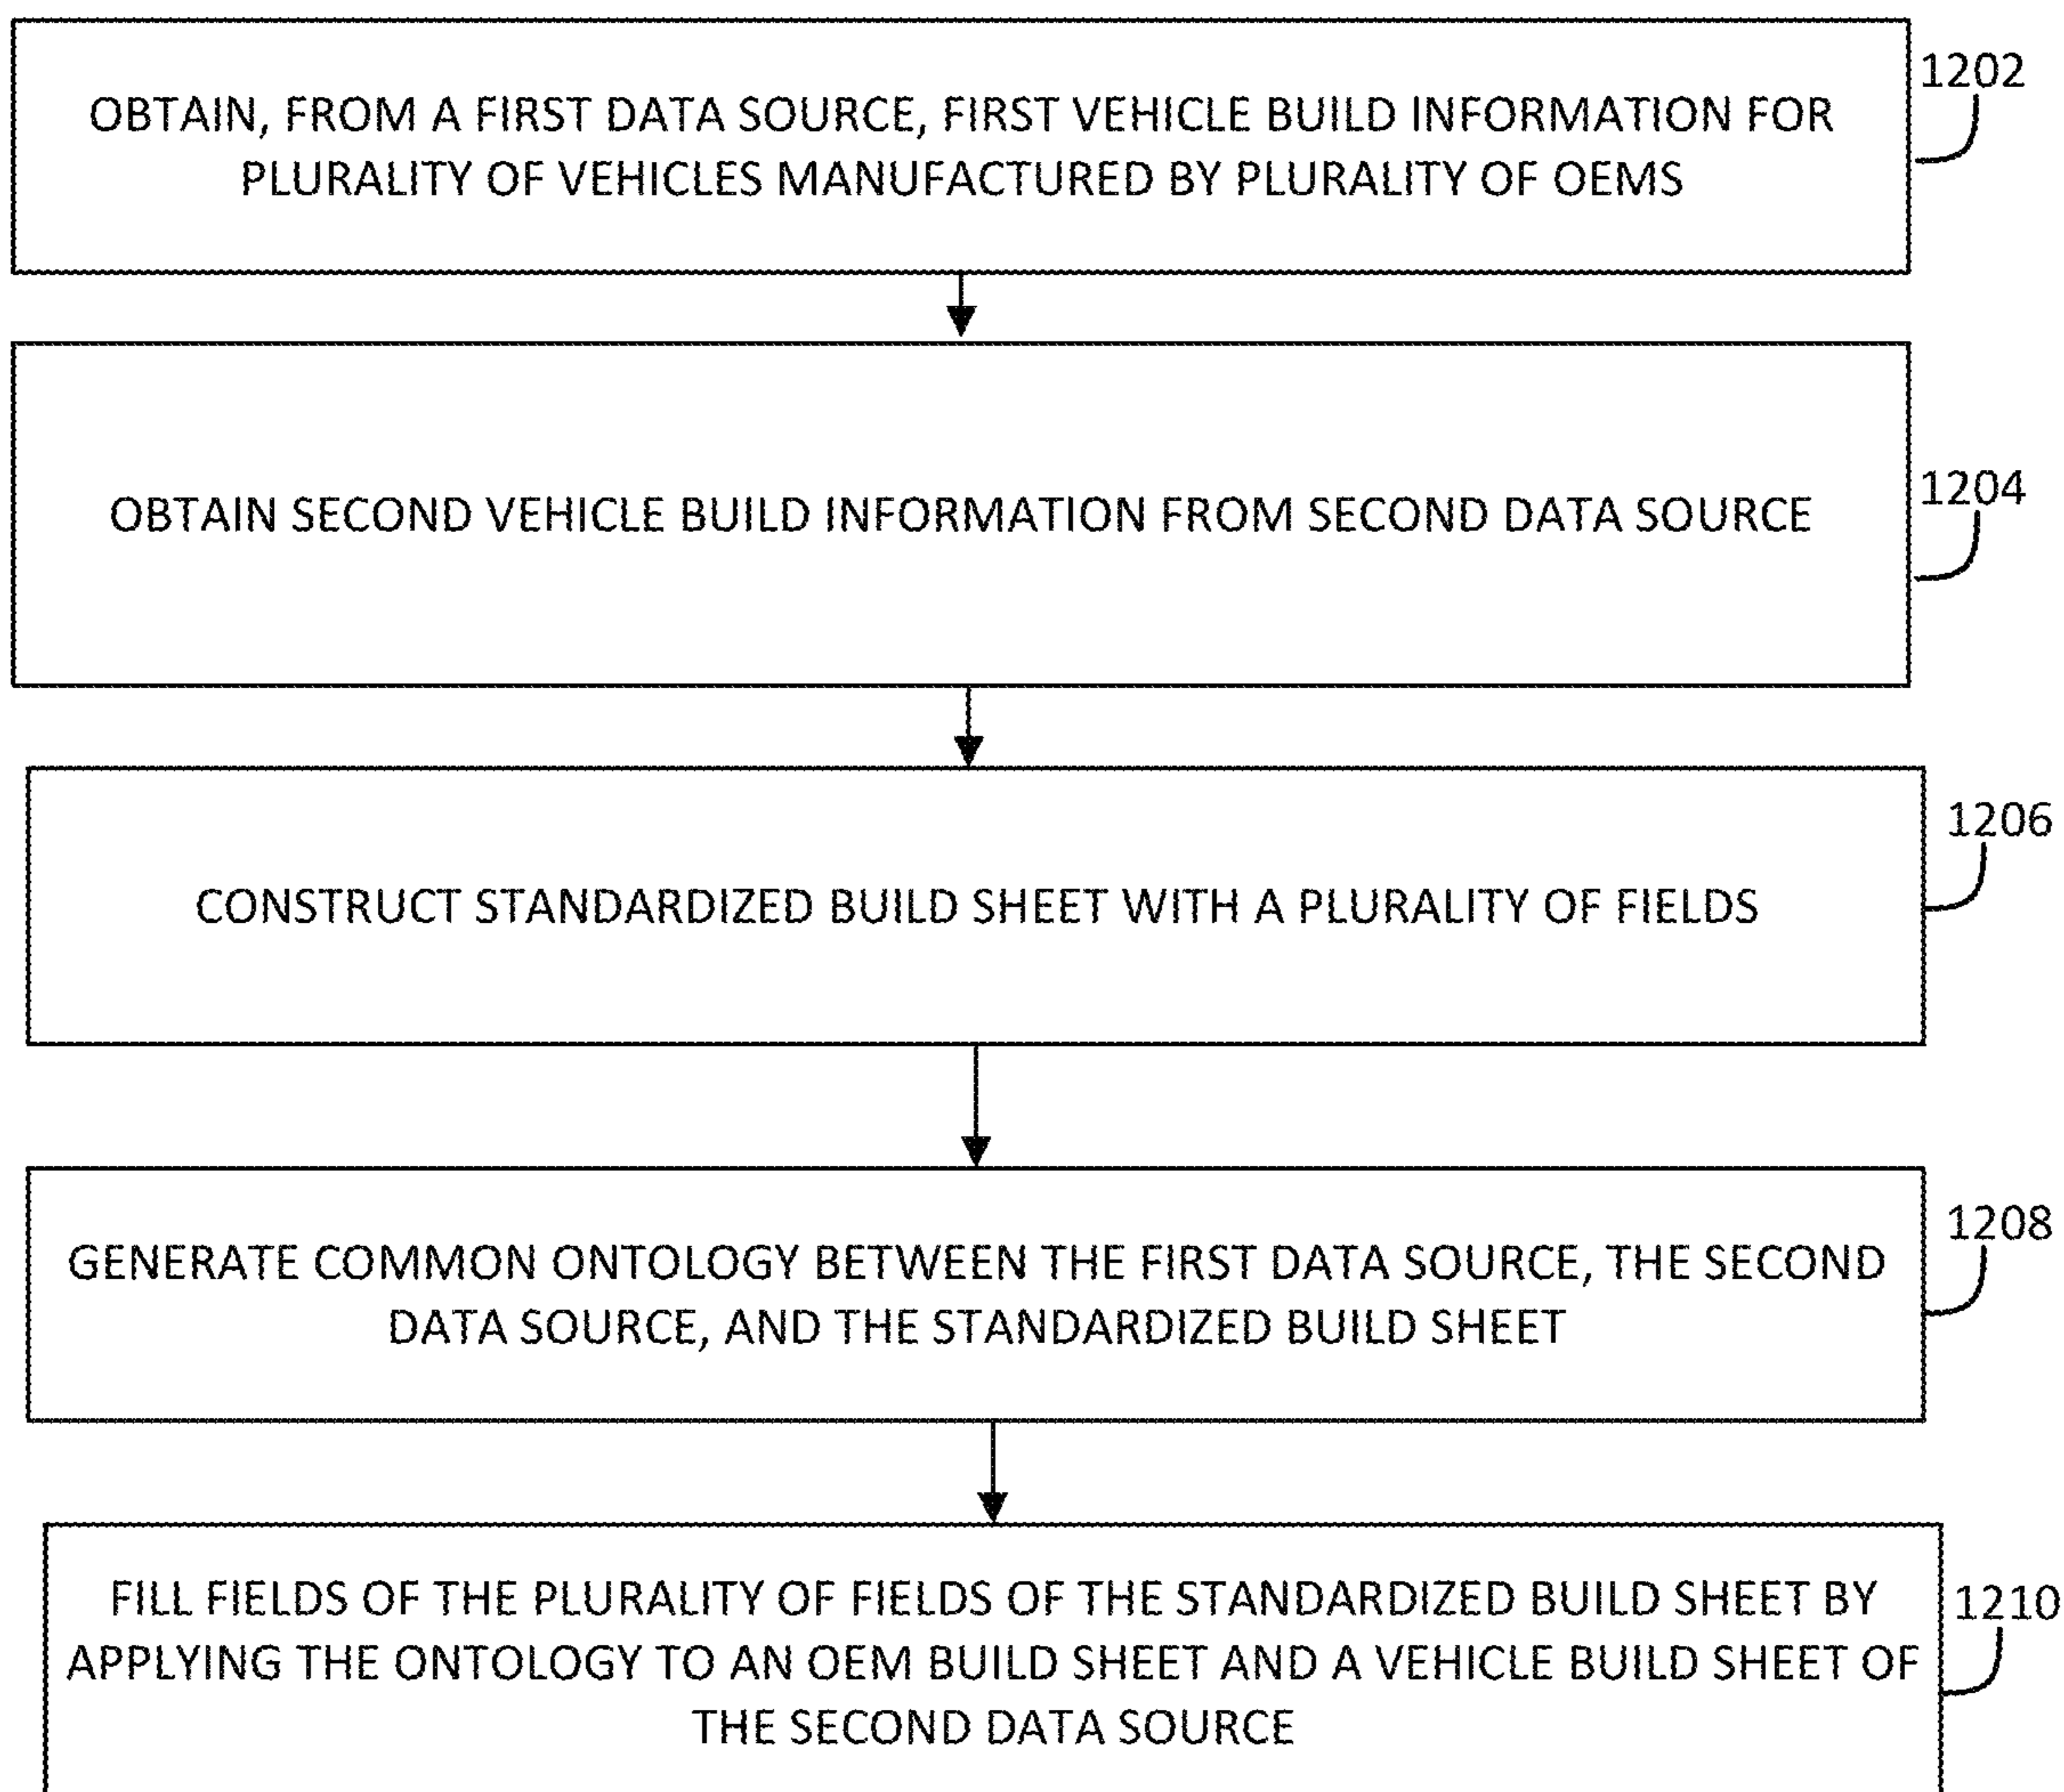 OBTAIN, FROM A FIRST DATA SOURCE, FIRST VEHICLE BUILD INFORMATION FOR
PLURALITY OF VEHICLES MANUFACTURED BY PLURALITY OF OEMS
1202
OBTAIN SECOND VEHICLE BUILD INFORMATION FROM SECOND DATA SOURCE
1204
CONSTRUCT STANDARDIZED BUILD SHEET WITH A PLURALITY OF FIELDS
1206
GENERATE COMMON ONTOLOGY BETWEEN THE FIRST DATA SOURCE, THE SECOND
DATA SOURCE, AND THE STANDARDIZED BUILD SHEET
1208
FILL FIELDS OF THE PLURALITY OF FIELDS OF THE STANDARDIZED BUILD SHEET BY
APPLYING THE ONTOLOGY TO AN OEM BUILD SHEET AND A VEHICLE BUILD SHEET OF
THE SECOND DATA SOURCE
1210